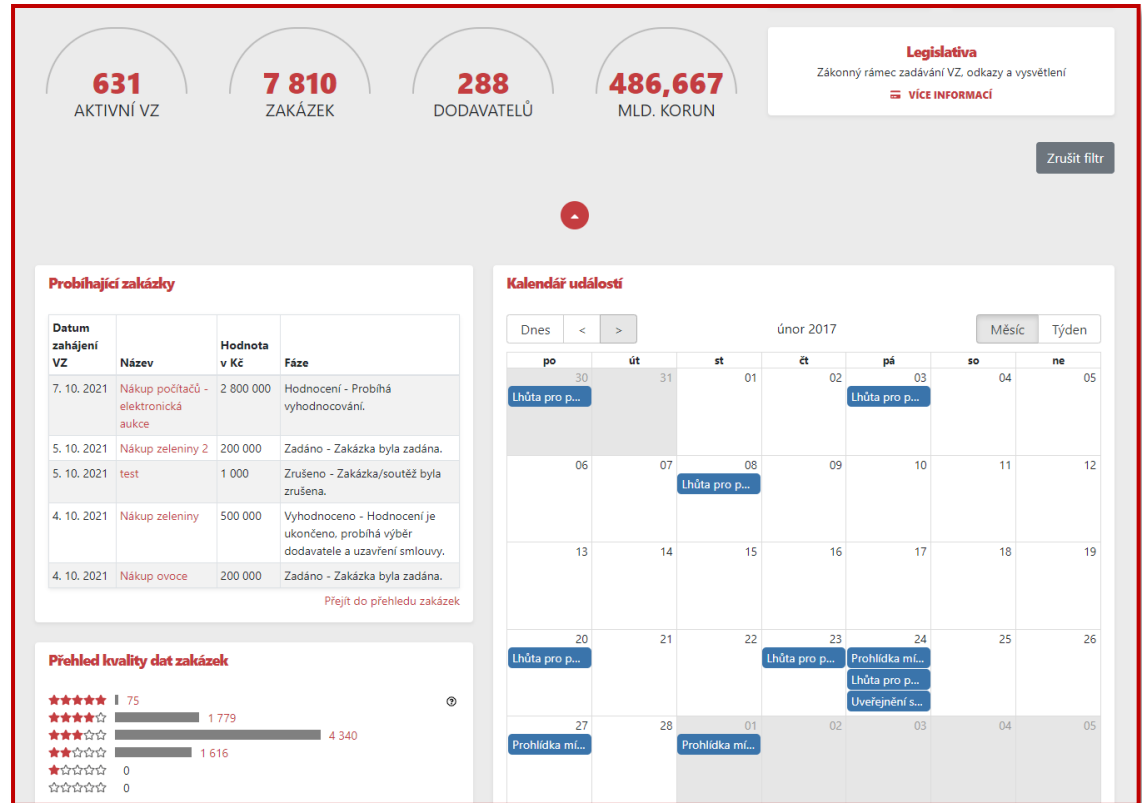 631
AKTIVNÍ VZ
7 810
ZAKÁZEK
288
DODAVATELŮ
486,667
MLD. KORUN
Legislativa
Zákonný rámec zadávání VZ, odkazy a vysvětlení
VÍCE INFORMACÍ
Zrušit filtr
Probíhající zakázky
Datum zahájení VZ Název Hodnota v Kč Fáze
7. 10. 2021 Nákup počítačů - 2 800 000 Hodnocení - Probíhá
elektronická vyhodnocování.
aukce
5. 10. 2021 Nákup zeleniny 2 200 000 Zadáno - Zakázka byla zadána.
5. 10. 2021 test 1 000 Zrušeno - Zakázka/soutěž byla
zrušena.
4. 10. 2021 Nákup zeleniny 500 000 Vyhodnoceno - Hodnocení je
ukončeno, probíhá výběr
dodavatele a uzavření smlouvy.
4. 10. 2021 Nákup ovoce 200 000 Zadáno - Zakázka byla zadána.
Přejít do přehledu zakázek
Přehled kvality dat zakázek
75
1 779
4 340
1 616
0
0
Kalendář událostí
Dnes < > únor 2017 Měsíc Týden
po út st čt pá so ne
30 31 01 02 03 04 05
Lhůta pro p... Lhůta pro p...
06 07 08 09 10 11 12
Lhůta pro p...
13 14 15 16 17 18 19
20 21 22 23 24 25 26
Lhůta pro p... Lhůta pro p... Prohlídka mí...
Lhůta pro p...
Uveřejnění s...
27 28 01 02 03 04 05
Prohlídka mí... Prohlídka mí...